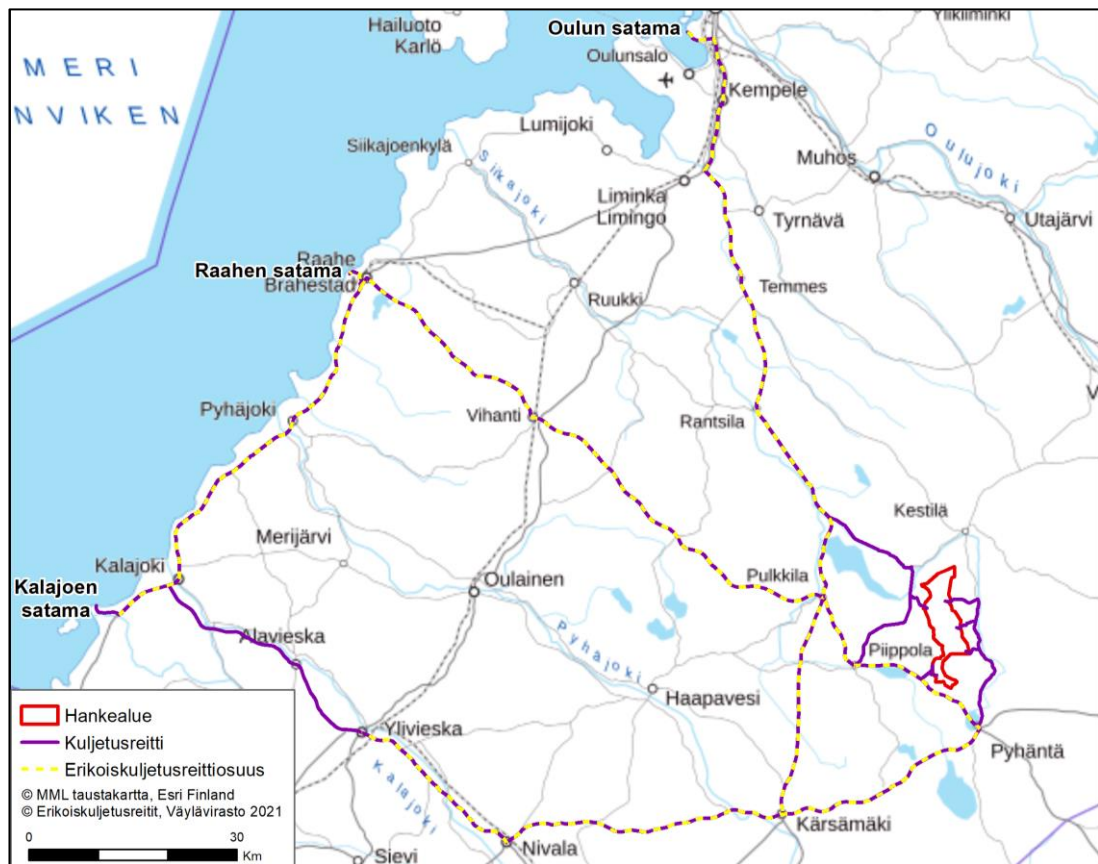 Hailuoto
Karlö
Oulun satama
Ylikiiminki
Oulunsalo
MERI
NVIKEN
Kempele
Lumijoki
Siikajoenkylä
Siikajoki
Muhos
Oulujoki
Liminka
Limingo
Tyrnävä
Utajärvi
Raahen satama
Raahe
Brahestad
Ruukki
Temmes
V
Pyhäjoki
Vihanti
Rantsila
Kestilä
Merijärvi
Kalajoki
Kalajoen
satama
Oulainen
Pulkkila
Alavieska
Pyhäjoki
Piippola
Haapavesi
Ylivieska
Pyhäntä
Kalajoki
Kärsämäki
Nivala
Sievi
Hankealue
Kuljetusreitti
Erikoiskuljetusreittiosuus
© MML taustakartta, Esri Finland
© Erikoiskuljetusreitit, Väylävirasto 2021
0 30
Km